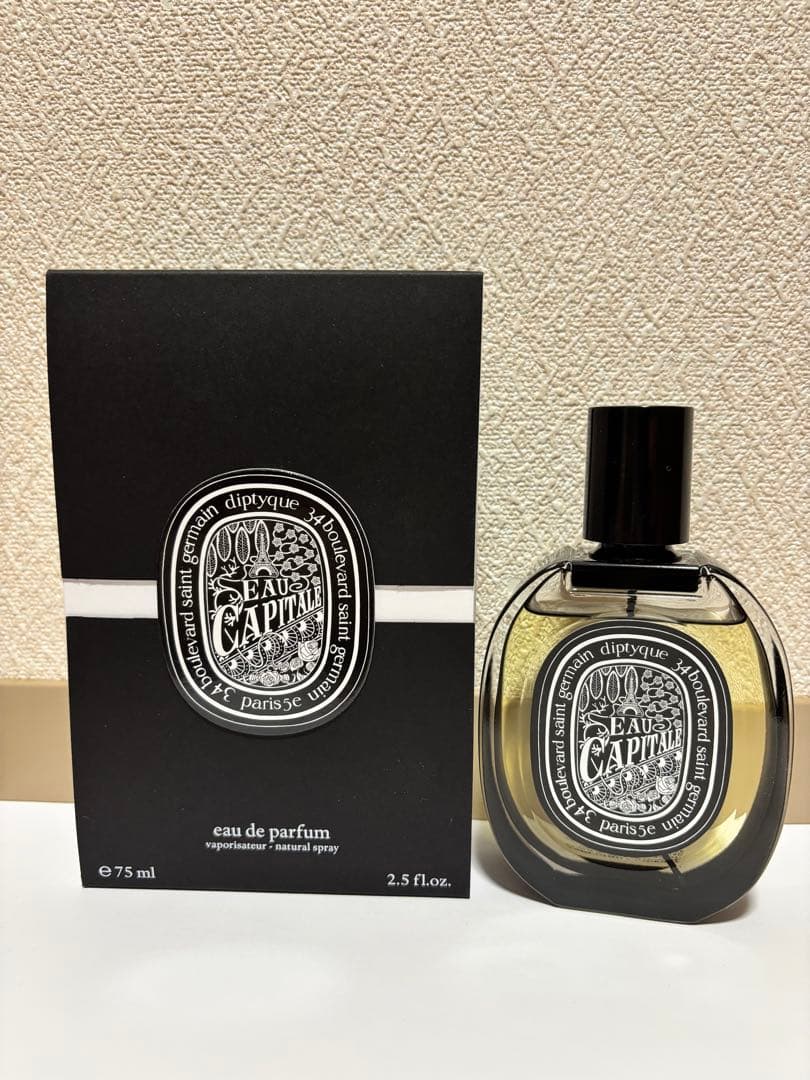 diptyque 34 boulevard saint germain paris 5e 34 boulevard saint germain
EAU
CAPITALE
eau de parfum
vaporisateur - natural spray
e 75 ml
2.5 fl.oz.
diptyque 34 boulevard saint germain paris 5e 34 boulevard saint germain
EAU
CAPITALE